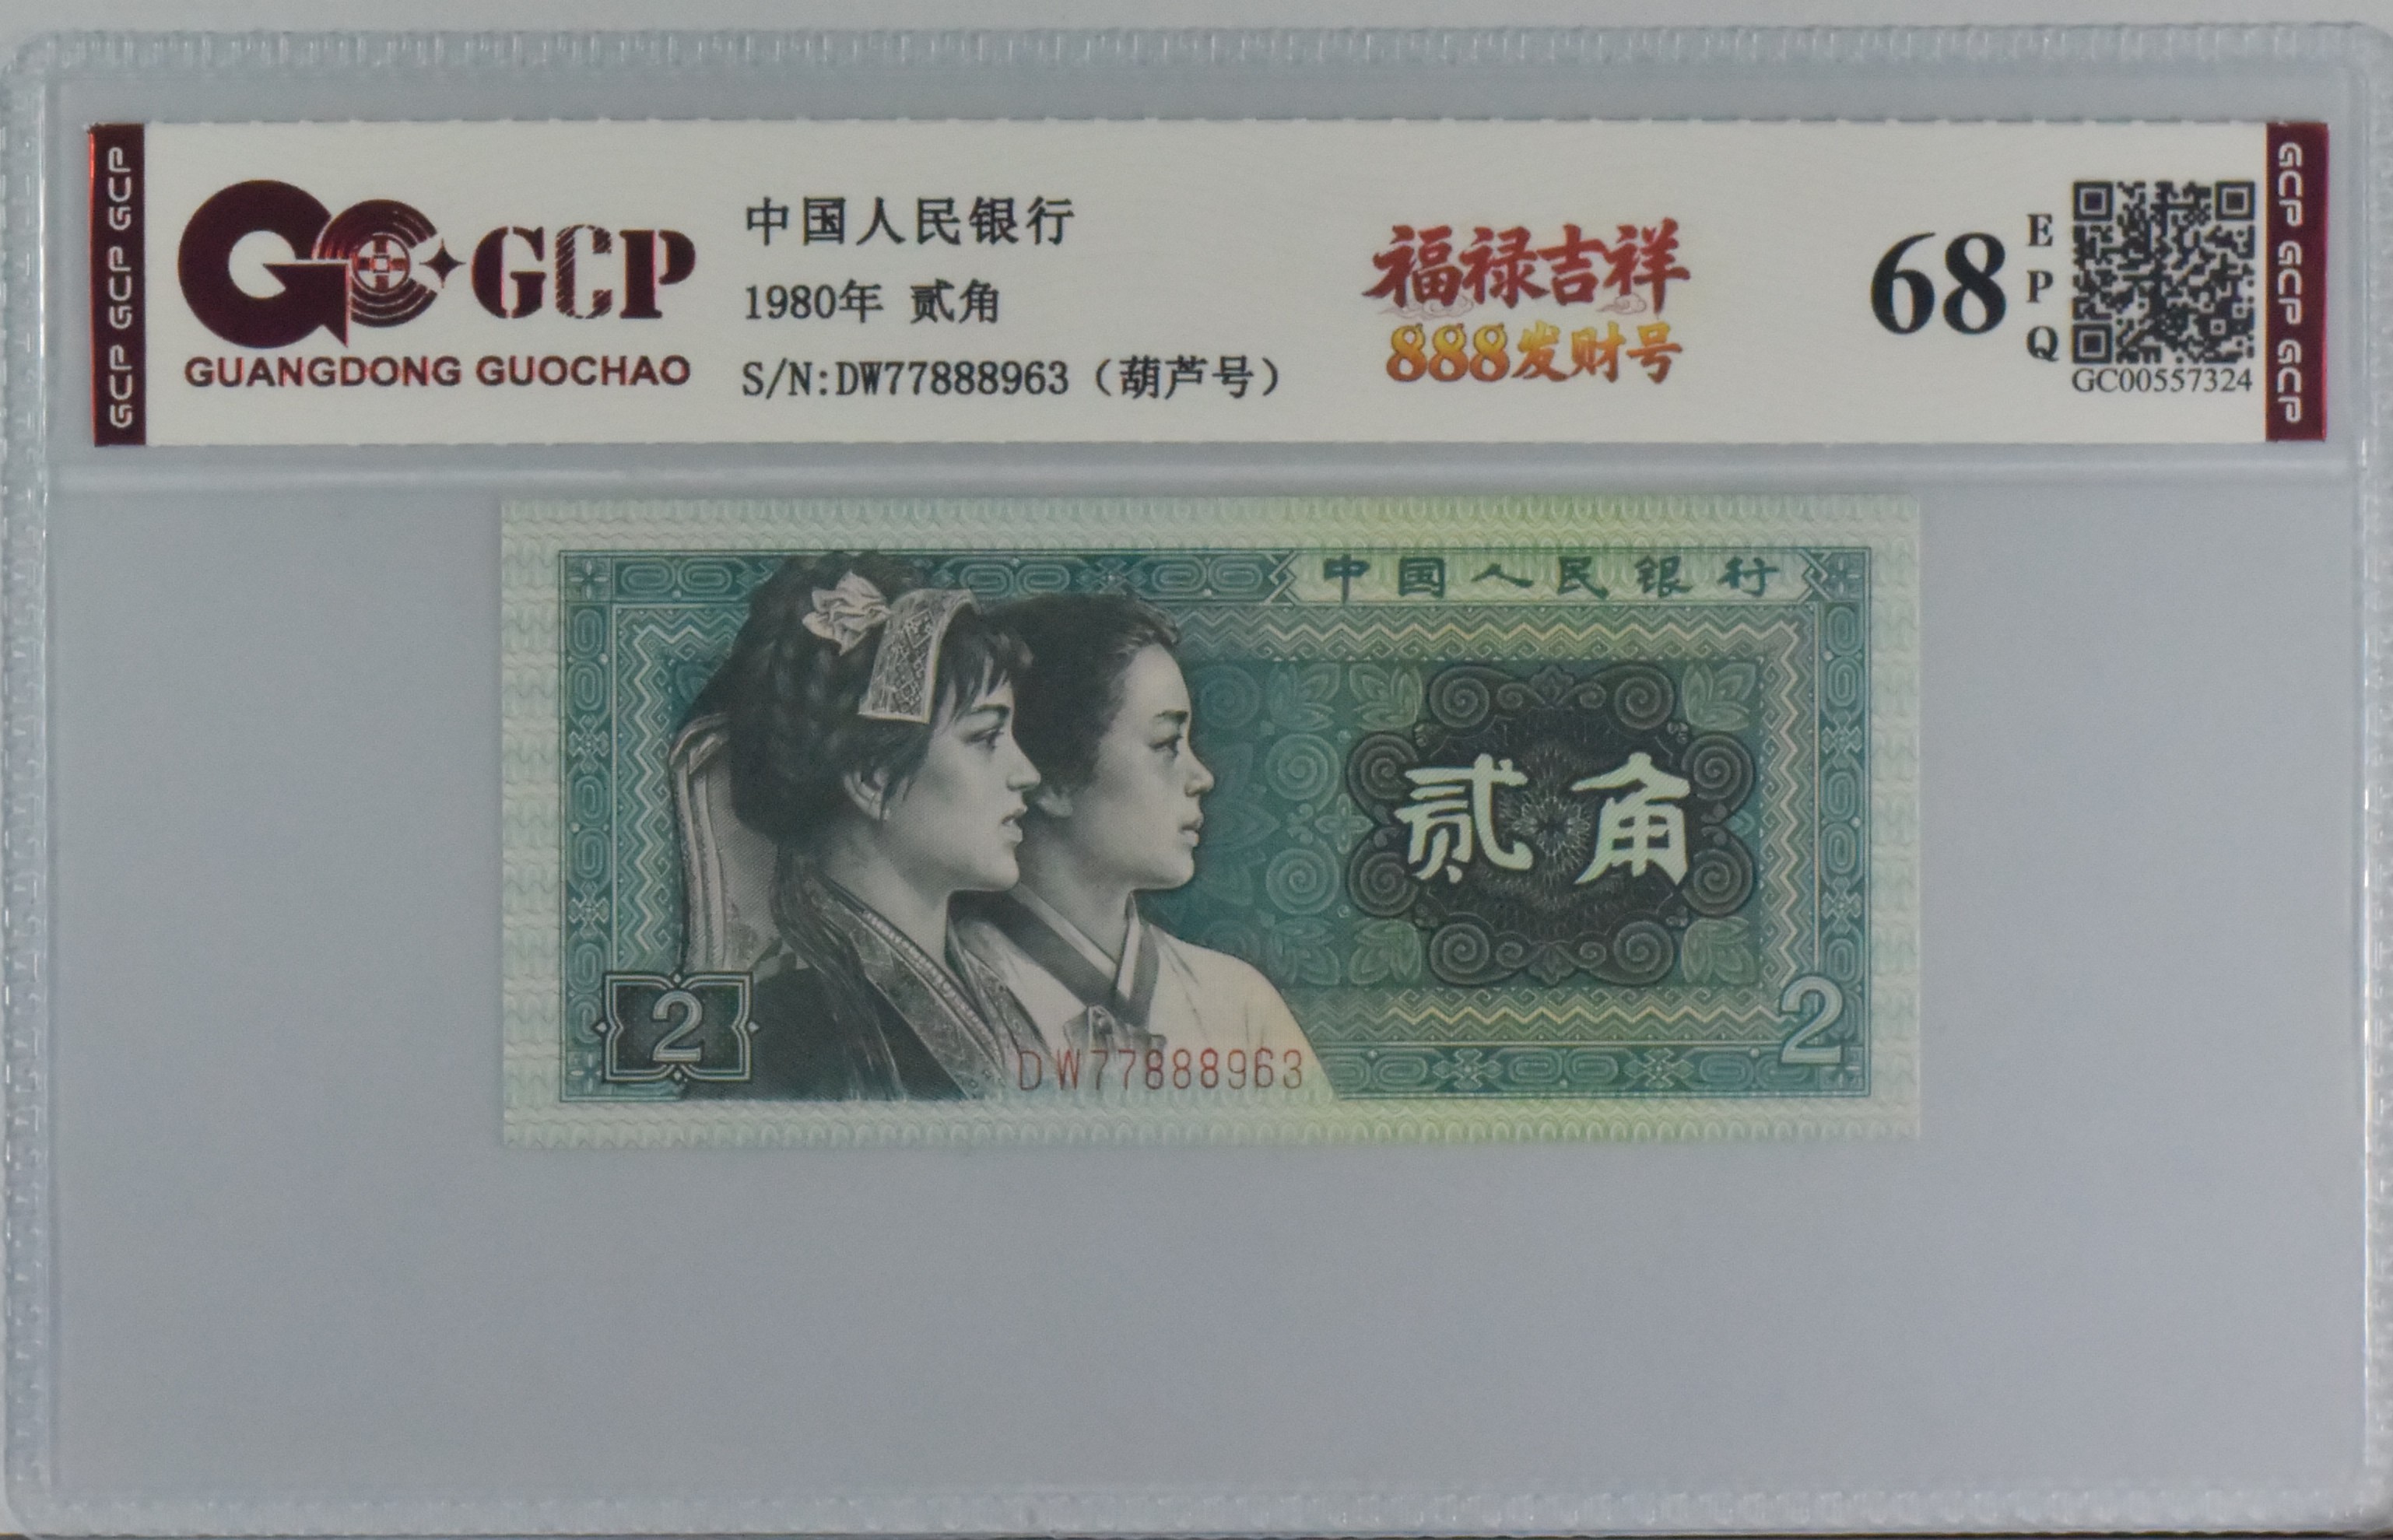 GCP GCP GCP
GCP
GUANGDONG GUOCHAO
中国人民银行
1980年 贰角
S/N:DW77888963（葫芦号）
福禄吉祥
888发财号
68
EPQ
GC00557324
GCP GCP GCP
中国人民银行
贰角
2
2
DW77888963